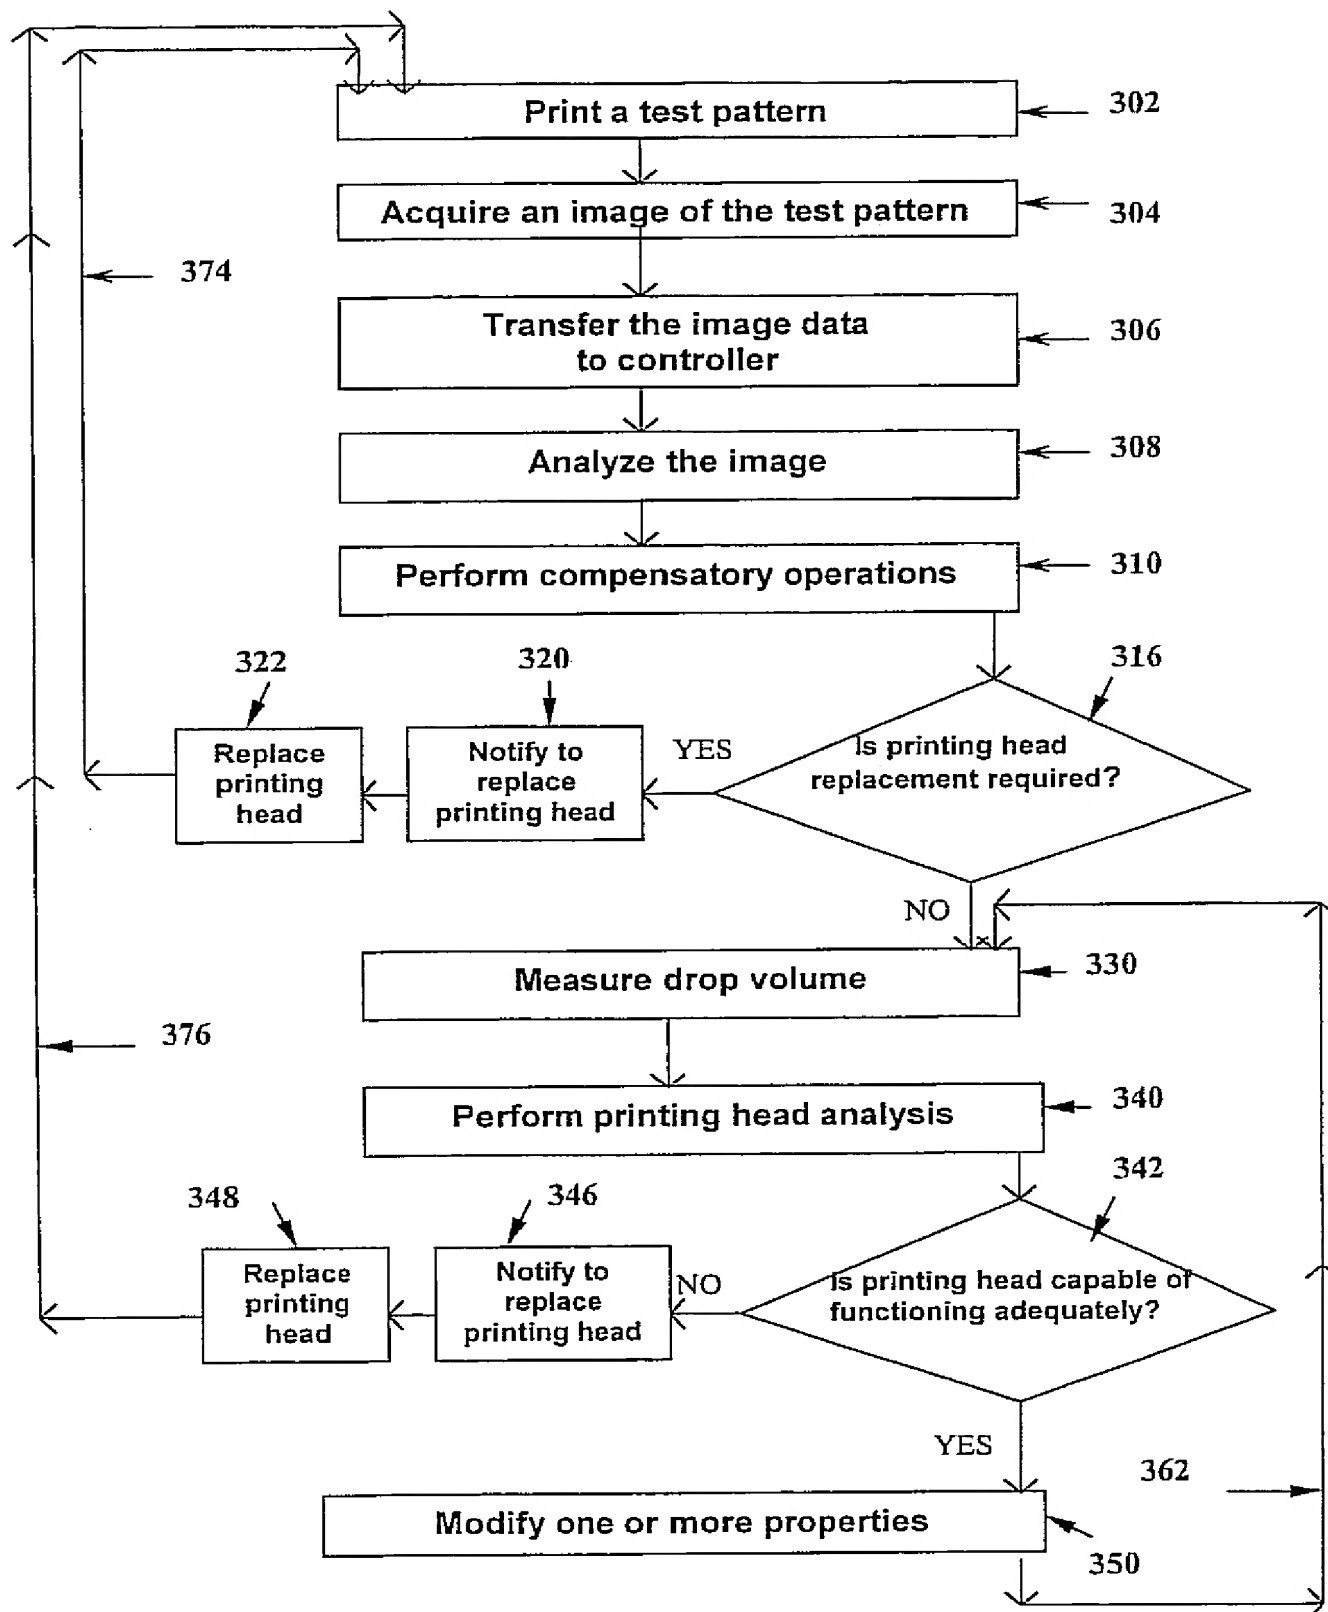 Print a test pattern
302
Acquire an image of the test pattern
304
374
Transfer the image data
to controller
306
Analyze the image
308
Perform compensatory operations
310
322
320
316
Replace
printing
head
Notify to
replace
printing head
YES
Is printing head
replacement required?
NO
Measure drop volume
330
376
Perform printing head analysis
340
342
348
346
Replace
printing
head
Notify to
replace
printing head
NO
Is printing head capable of
functioning adequately?
YES
362
Modify one or more properties
350